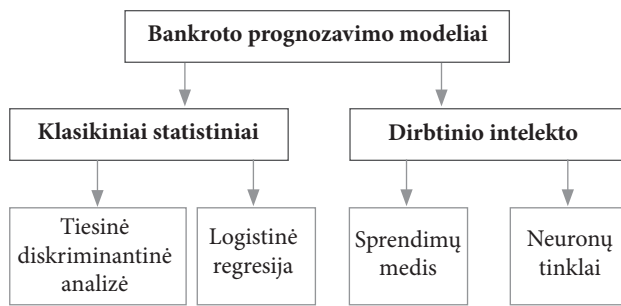 Bankroto prognozavimo modeliai
Klasikiniai statistiniai
Dirbtinio intelekto
Tiesinė
diskriminantinė
analizė
Logistinė
regresija
Sprendimų
medis
Neuronų
tinklai